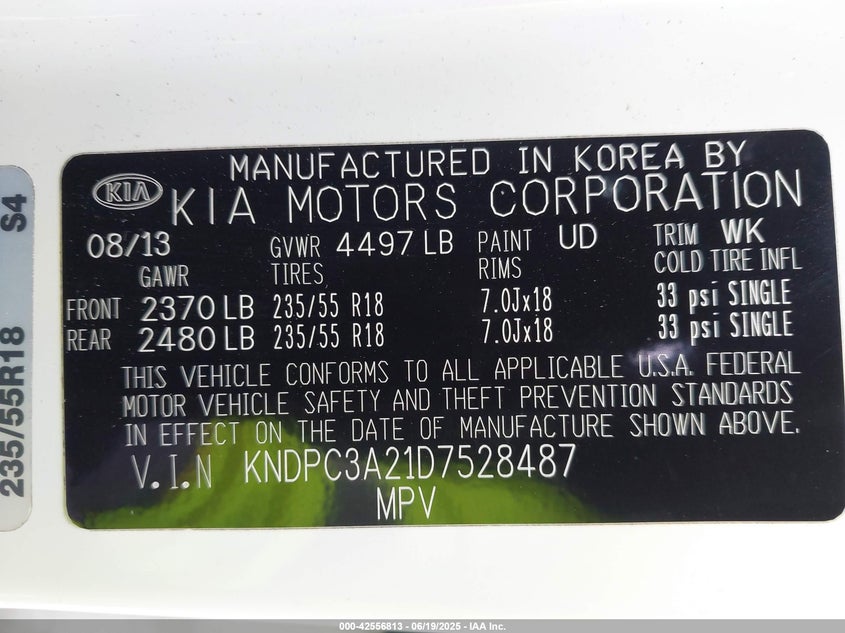 MANUFACTURED IN KOREA BY
KIA KIA MOTORS CORPORATION
08/13 GVWR 4497 LB PAINT UD TRIM WK
GAWR TIRES RIMS COLD TIRE INFL
FRONT 2370 LB 235/55 R18 7.0Jx18 33 psi SINGLE
REAR 2480 LB 235/55 R18 7.0Jx18 33 psi SINGLE
THIS VEHICLE CONFORMS TO ALL APPLICABLE U.S.A. FEDERAL
MOTOR VEHICLE SAFETY AND THEFT PREVENTION STANDARDS
IN EFFECT ON THE DATE OF MANUFACTURE SHOWN ABOVE.
V.I.N KNDPC3A21D7528487
MPV
235/55R18 S4
000-42556813 - 06/19/2025 - IAA Inc.